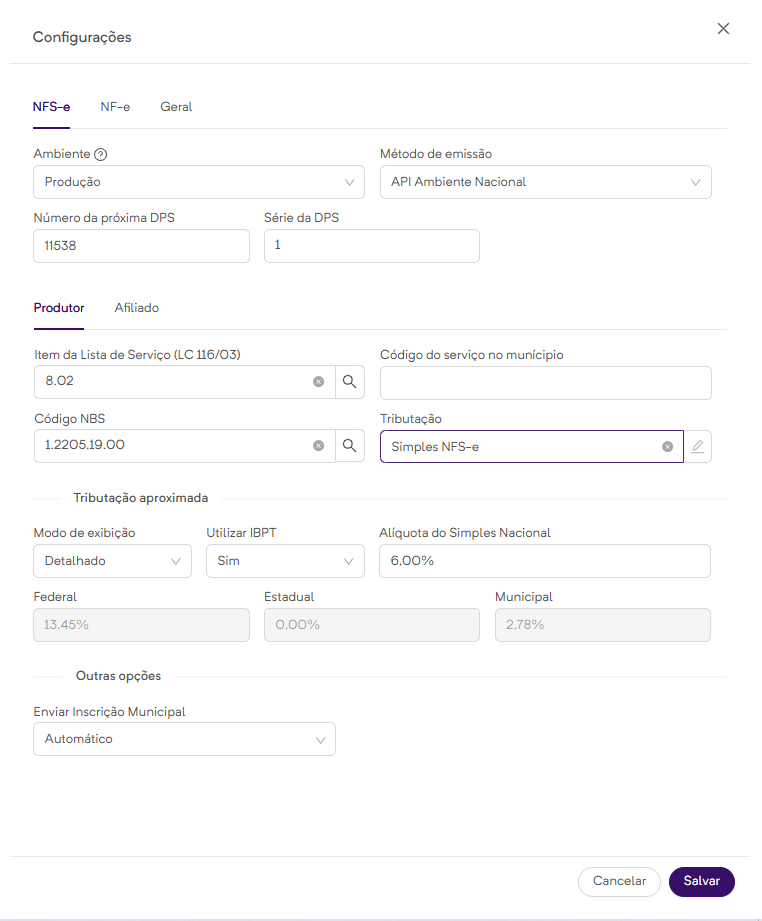 Configurações
NFS-e NF-e Geral
Ambiente Método de emissão
Produção API Ambiente Nacional
Número da próxima DPS Série da DPS
11538 1
Produtor Afiliado
Item da Lista de Serviço (LC 116/03) Código do serviço no munícipio
8.02
Código NBS Tributação
1.2205.19.00 Simples NFS-e
Tributação aproximada
Modo de exibição Utilizar IBPT Alíquota do Simples Nacional
Detalhado Sim 6,00%
Federal Estadual Municipal
13,45% 0,00% 2,78%
Outras opções
Enviar Inscrição Municipal
Automático
Cancelar Salvar